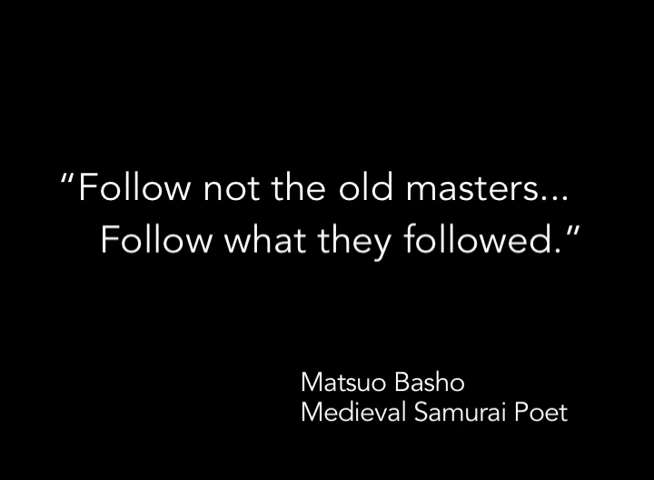 “Follow not the old masters...
Follow what they followed.”
Matsuo Basho
Medieval Samurai Poet